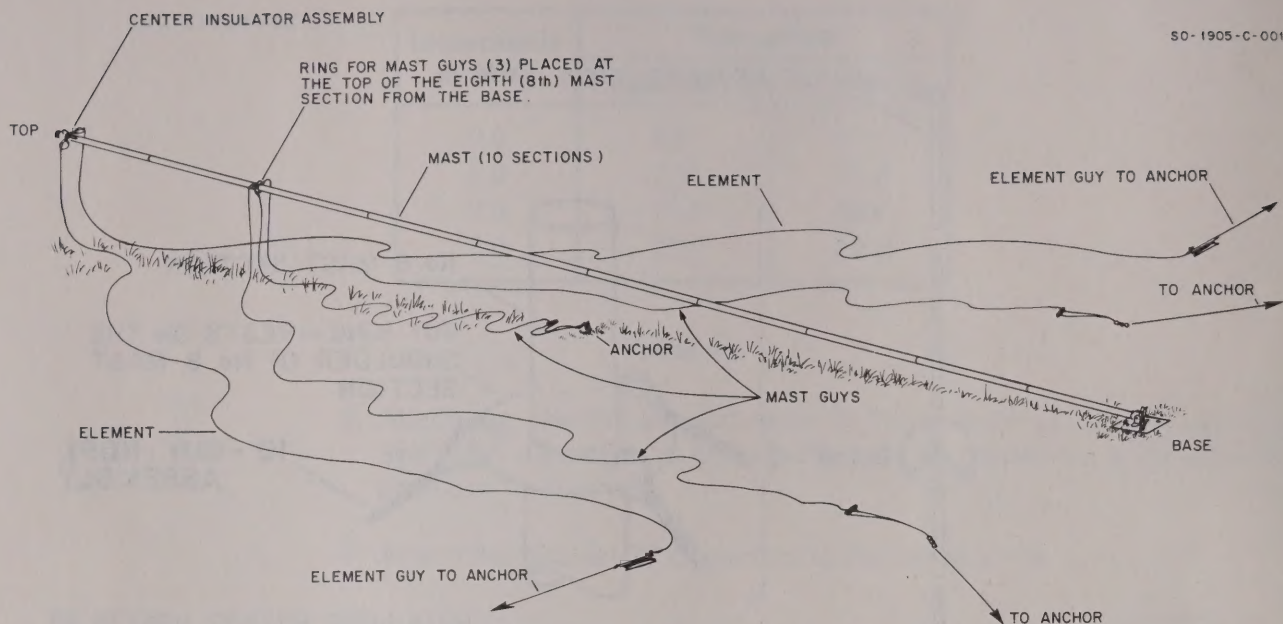 CENTER INSULATOR ASSEMBLY
SO-1905-C-001
RING FOR MAST GUYS (3) PLACED AT
THE TOP OF THE EIGHTH (8th) MAST
SECTION FROM THE BASE.
TOP
MAST (10 SECTIONS)
ELEMENT
ELEMENT GUY TO ANCHOR
TO ANCHOR
ANCHOR
MAST GUYS
ELEMENT
BASE
ELEMENT GUY TO ANCHOR
TO ANCHOR